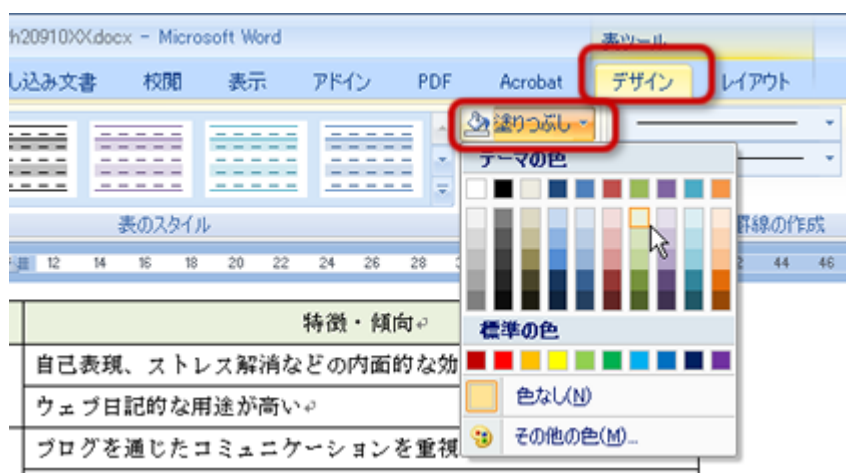 h20910XX.docx - Microsoft Word
表ツール
し込み文書 校閲 表示 アドイン PDF Acrobat デザイン レイアウト
塗りつぶし
テーマの色
表のスタイル
罫線の作成
12 14 16 18 20 22 24 26 28 44 46
特徴・傾向
標準の色
自己表現、ストレス解消などの内面的な効
色なし(N)
ウェブ日記的な用途が高い
その他の色(M)...
ブログを通じたコミュニケーションを重視